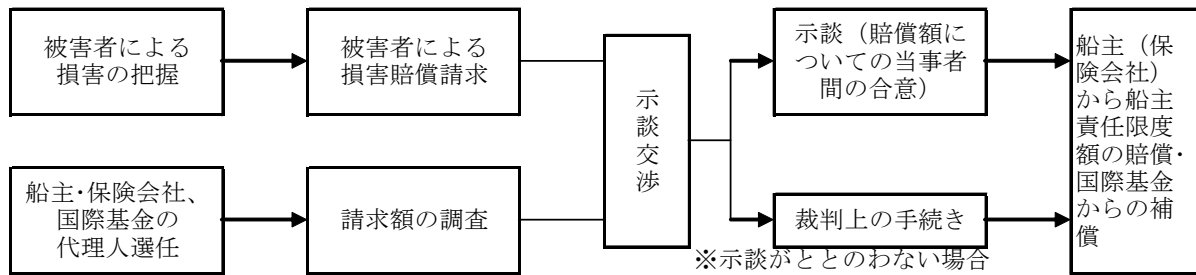 被害者による
損害の把握
被害者による
損害賠償請求
船主・保険会社、
国際基金の
代理人選任
請求額の調査
示談交渉
示談（賠償額に
ついての当事者
間の合意）
裁判上の手続き
※示談がととのわない場合
船主（保
険会社）
から船主
責任限度
額の賠償・
国際基金
からの補
償